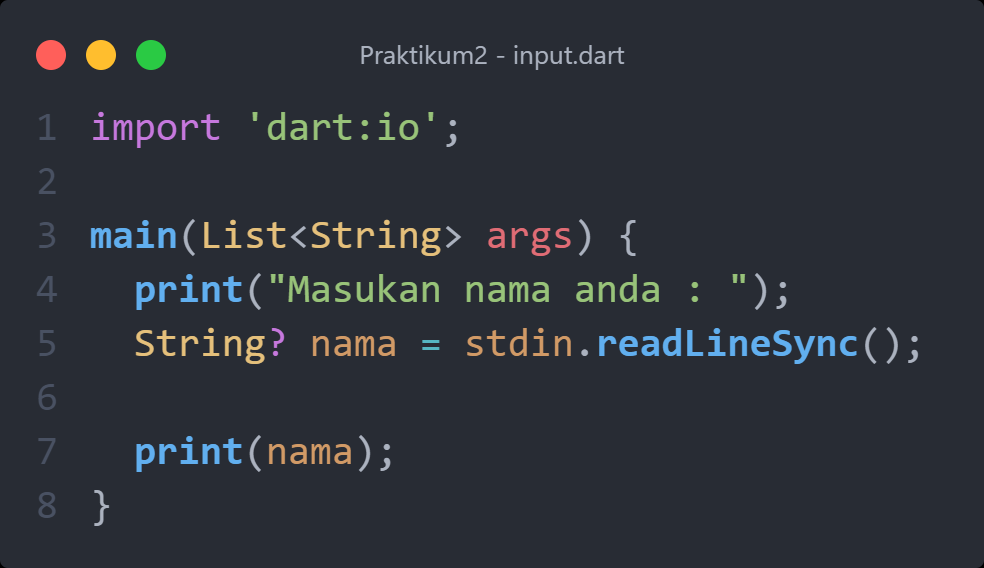 Praktikum2 - input.dart
1 import 'dart:io';
2
3 main(List<String> args) {
4   print("Masukan nama anda : ");
5   String? nama = stdin.readLineSync();
6
7   print(nama);
8 }